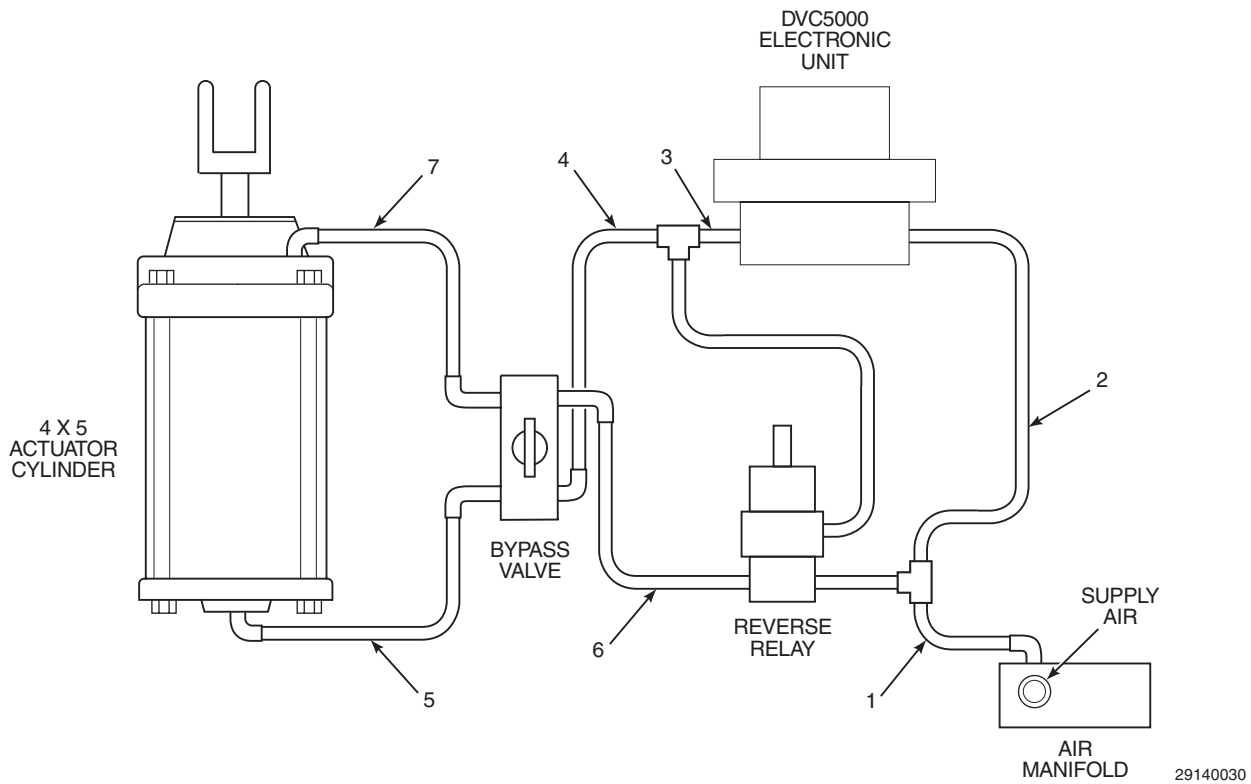 DVC5000
ELECTRONIC
UNIT
7
4
3
2
4 X 5
ACTUATOR
CYLINDER
BYPASS
VALVE
REVERSE
RELAY
SUPPLY
AIR
6
1
5
AIR
MANIFOLD
29140030